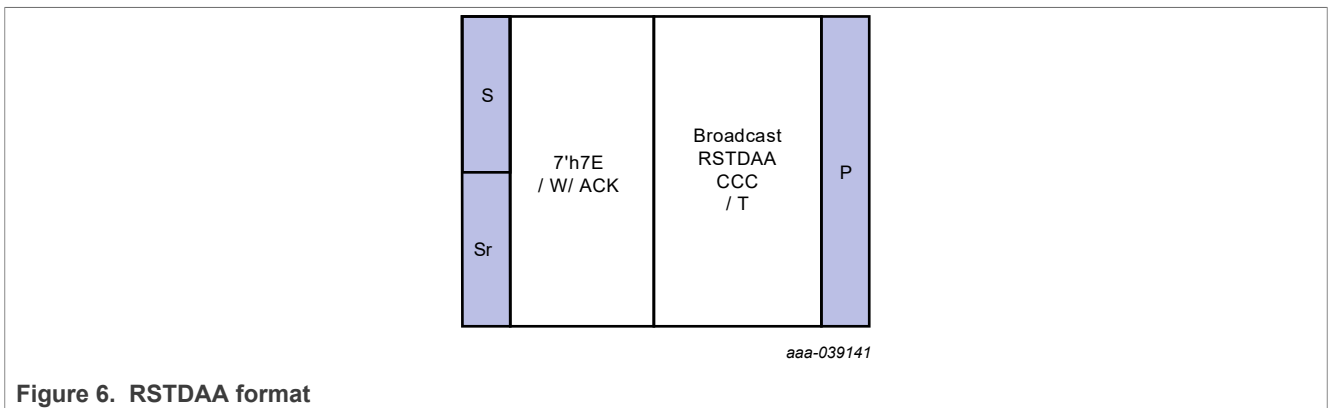 S
Sr
7'h7E
/ W/ ACK
Broadcast
RSTDAA
CCC
/ T
P
aaa-039141
Figure 6. RSTDAA format